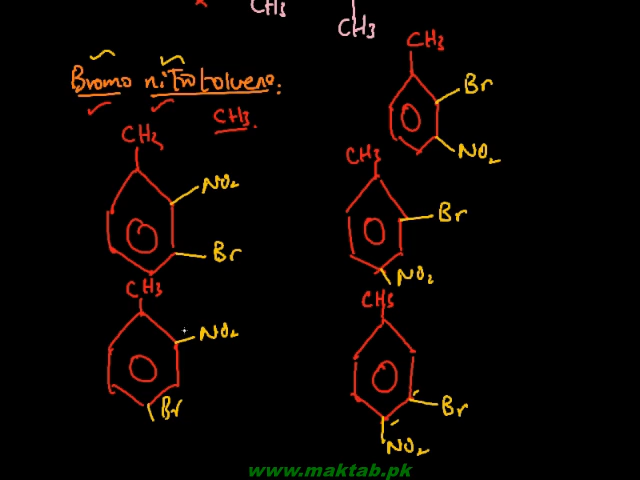 CH3
CH3
Bromo nitrotoluene:
CH3.
CH3
Br
NO2
CH3
NO2
Br
CH3
Br
NO2
CH3
NO2
Br
CH3
Br
NO2
www.maktab.pk